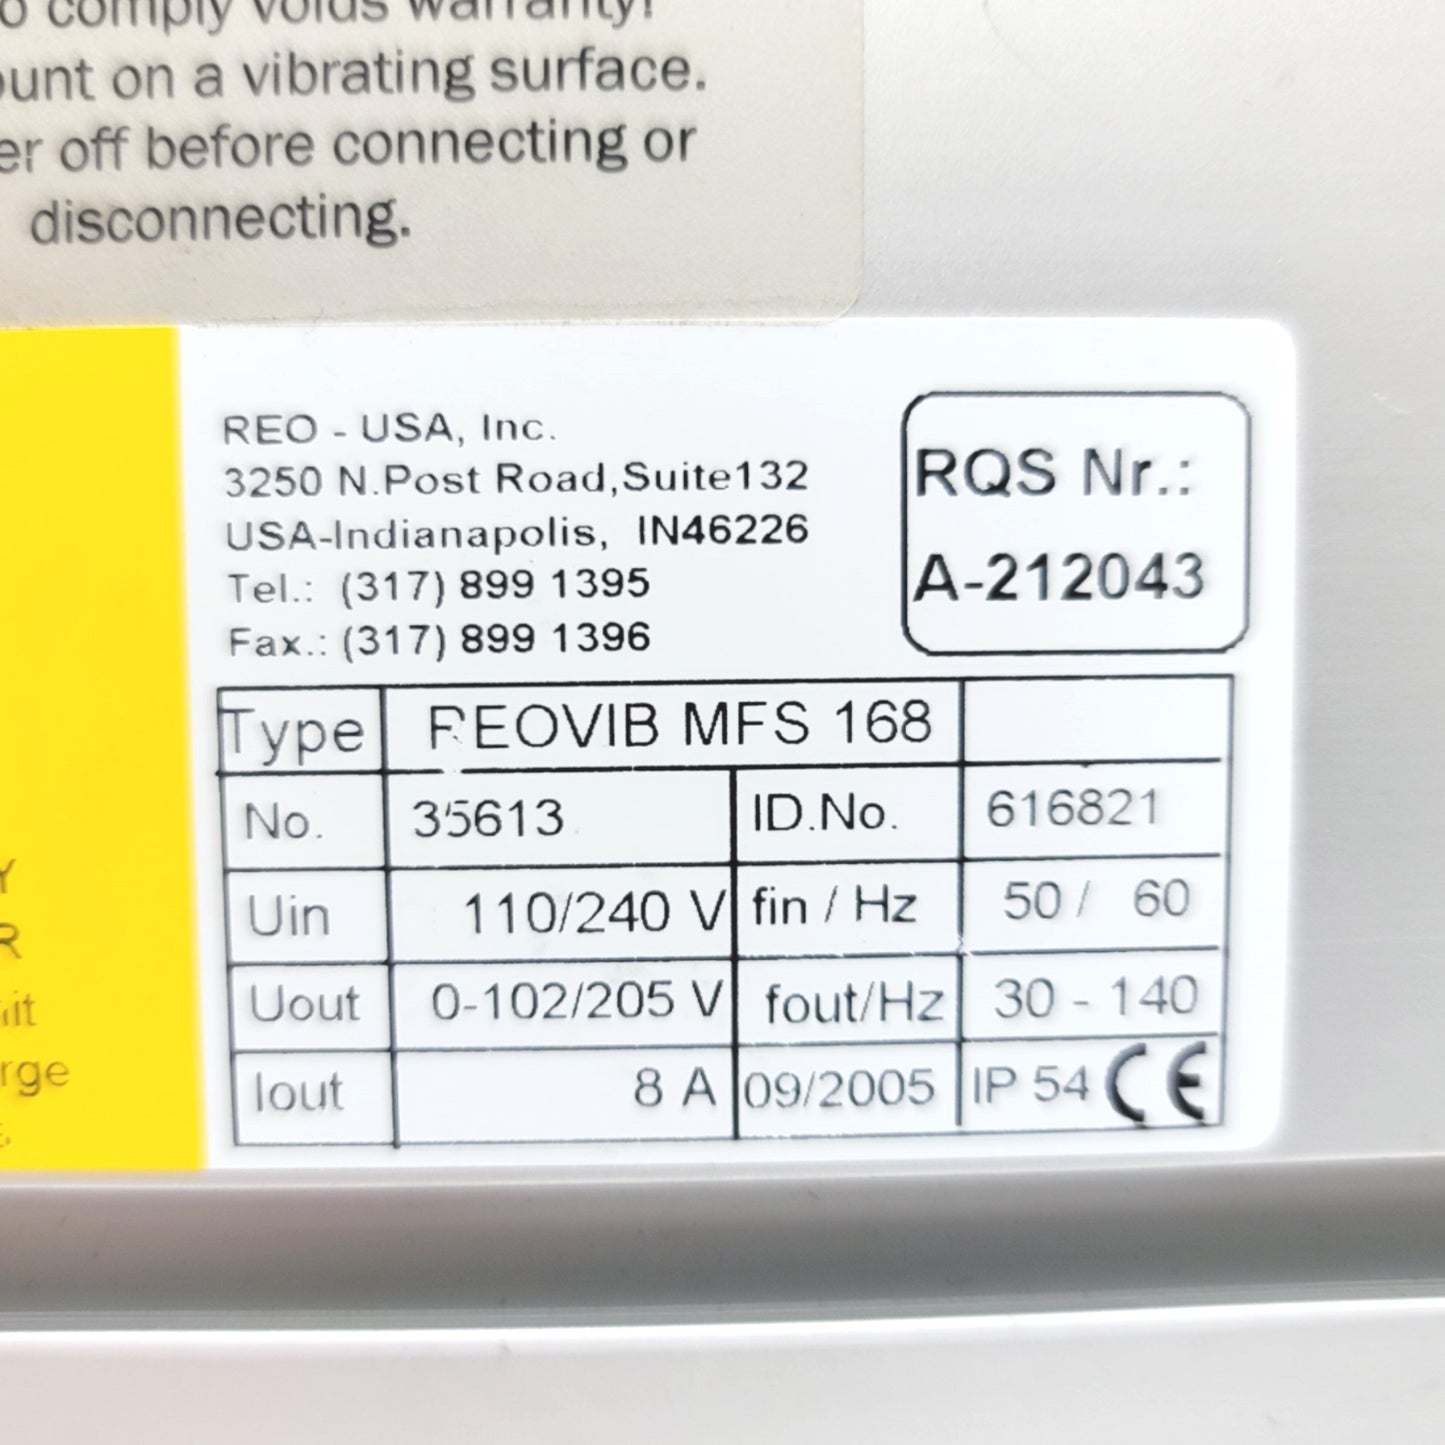 comply voids warranty!
on a vibrating surface.
off before connecting or
disconnecting.
REO - USA, Inc.
3250 N.Post Road,Suite132
USA-Indianapolis, IN46226
Tel.: (317) 899 1395
Fax.: (317) 899 1396
RQS Nr.:
A-212043
Type REOVIB MFS 168
No. 35613 ID.No. 616821
Uin 110/240 V fin / Hz 50 / 60
Uout 0-102/205 V fout/Hz 30 - 140
Iout 8 A 09/2005 IP 54 CE